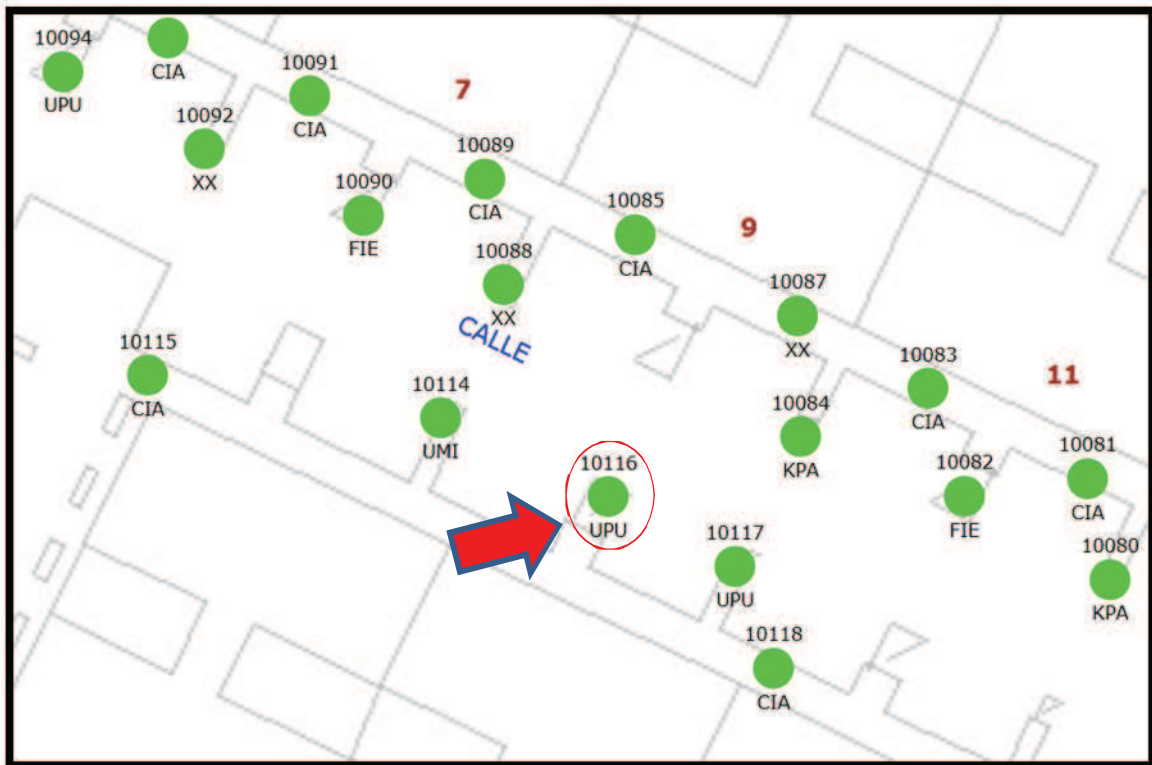 10094
UPU
CIA
10092
XX
10091
CIA
7
10090
FIE
10089
CIA
10088
XX
CALLE
10085
CIA
9
10087
XX
10083
CIA
11
10084
KPA
10082
FIE
10081
CIA
10080
KPA
10115
CIA
10114
UMI
10116
UPU
10117
UPU
10118
CIA